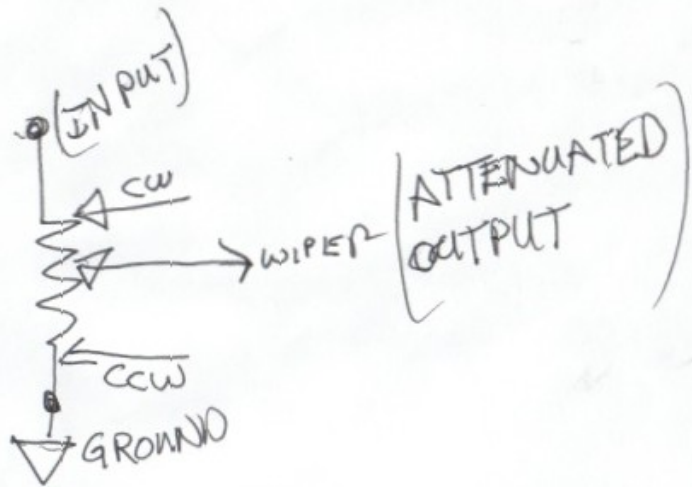 (INPUT)
CW
WIPER
(ATTENUATED
OUTPUT)
CCW
GROUND